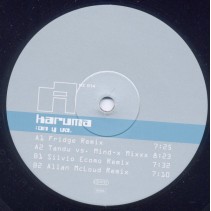 Haruma
A1 Fridge Remix 7:25
A2 Tandu vs. Mind-x Mixes 6:23
B1 Silvio Ecomo Remix 7:32
B2 Allan McLoud Remix 7:10